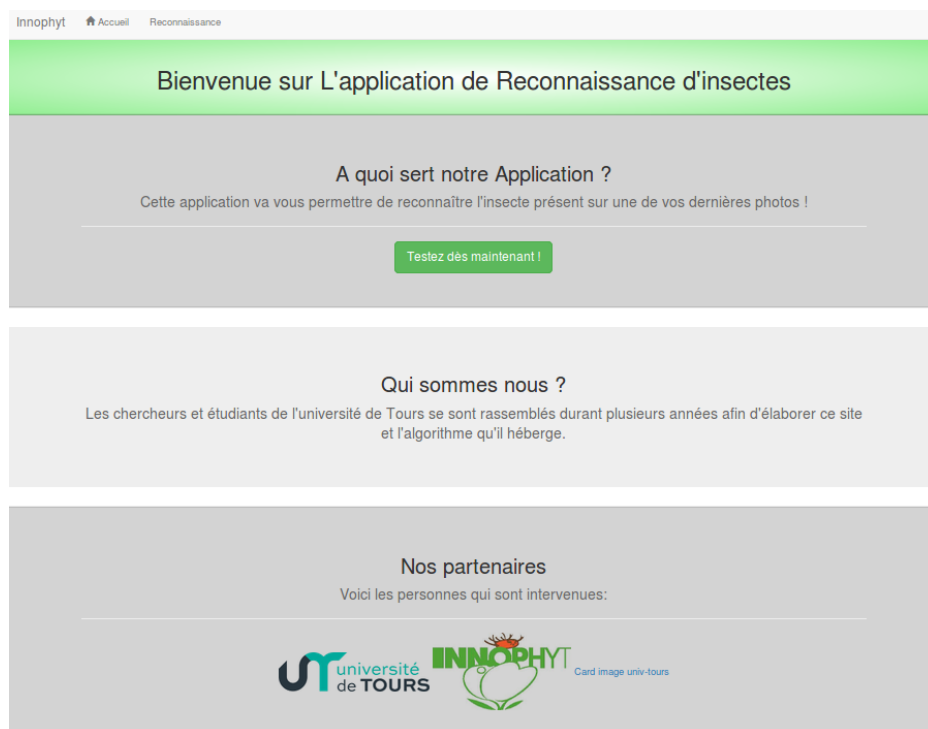 Innophyt Accueil Reconnaissance
Bienvenue sur L'application de Reconnaissance d'insectes
A quoi sert notre Application ?
Cette application va vous permettre de reconnaître l'insecte présent sur une de vos dernières photos !
Testez dès maintenant !
Qui sommes nous ?
Les chercheurs et étudiants de l'université de Tours se sont rassemblés durant plusieurs années afin d'élaborer ce site
et l'algorithme qu'il héberge.
Nos partenaires
Voici les personnes qui sont intervenues:
université
de TOURS
INNOPHYT
Card image univ-tours